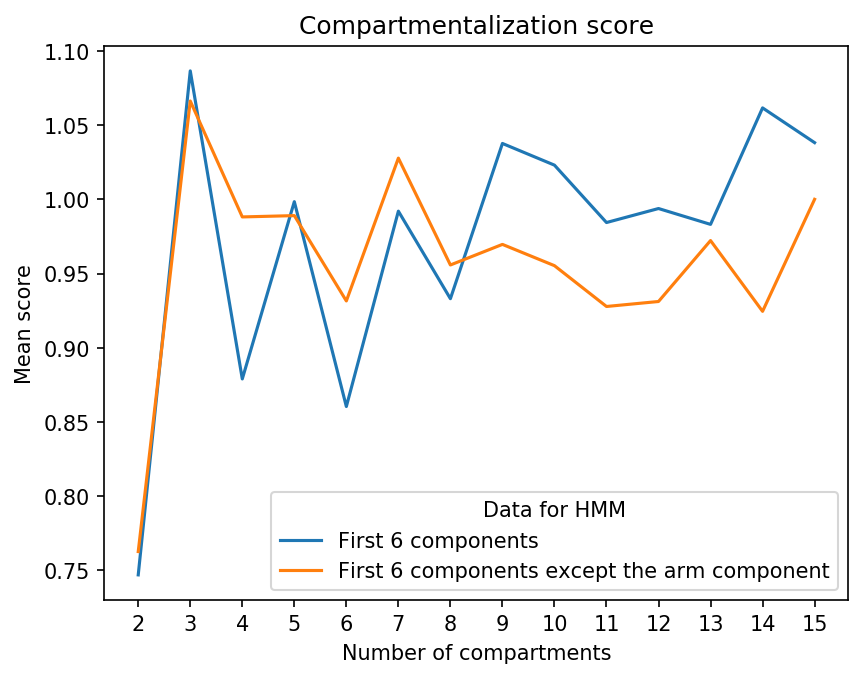 Compartmentalization score
Mean score
1.10
1.05
1.00
0.95
0.90
0.85
0.80
0.75
Data for HMM
First 6 components
First 6 components except the arm component
2 3 4 5 6 7 8 9 10 11 12 13 14 15
Number of compartments